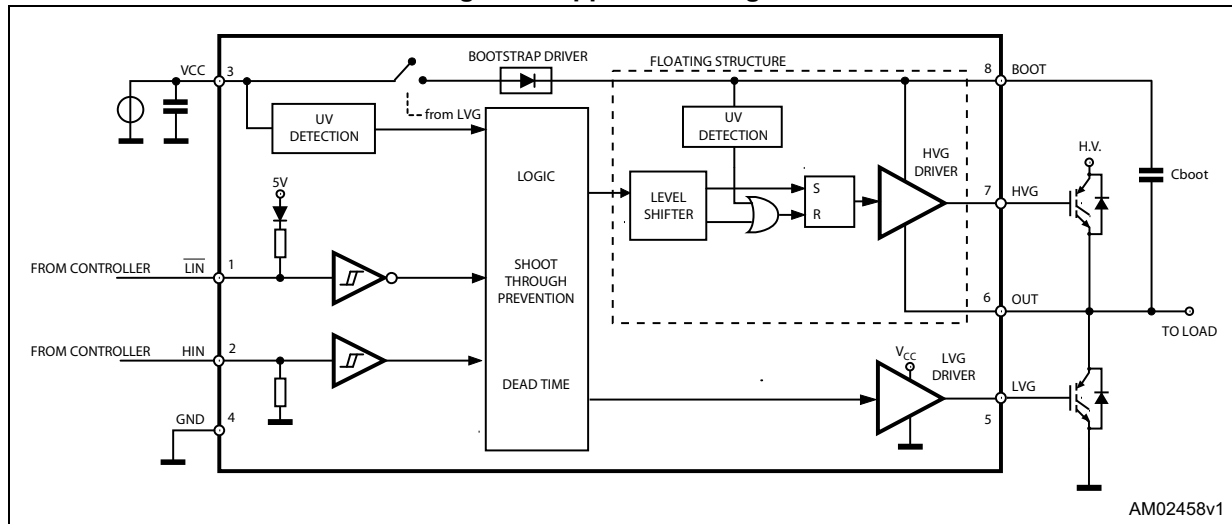 BOOTSTRAP DRIVER
FLOATING STRUCTURE
VCC
3
8
BOOT
from LVG
UV
DETECTION
UV
DETECTION
H.V.
HVG
DRIVER
Cboot
5V
LOGIC
LEVEL
SHIFTER
S
R
7
HVG
FROM CONTROLLER
LIN
1
SHOOT
THROUGH
PREVENTION
6
OUT
TO LOAD
FROM CONTROLLER
HIN
2
VCC
LVG
DRIVER
DEAD TIME
LVG
GND
4
5
AM02458v1